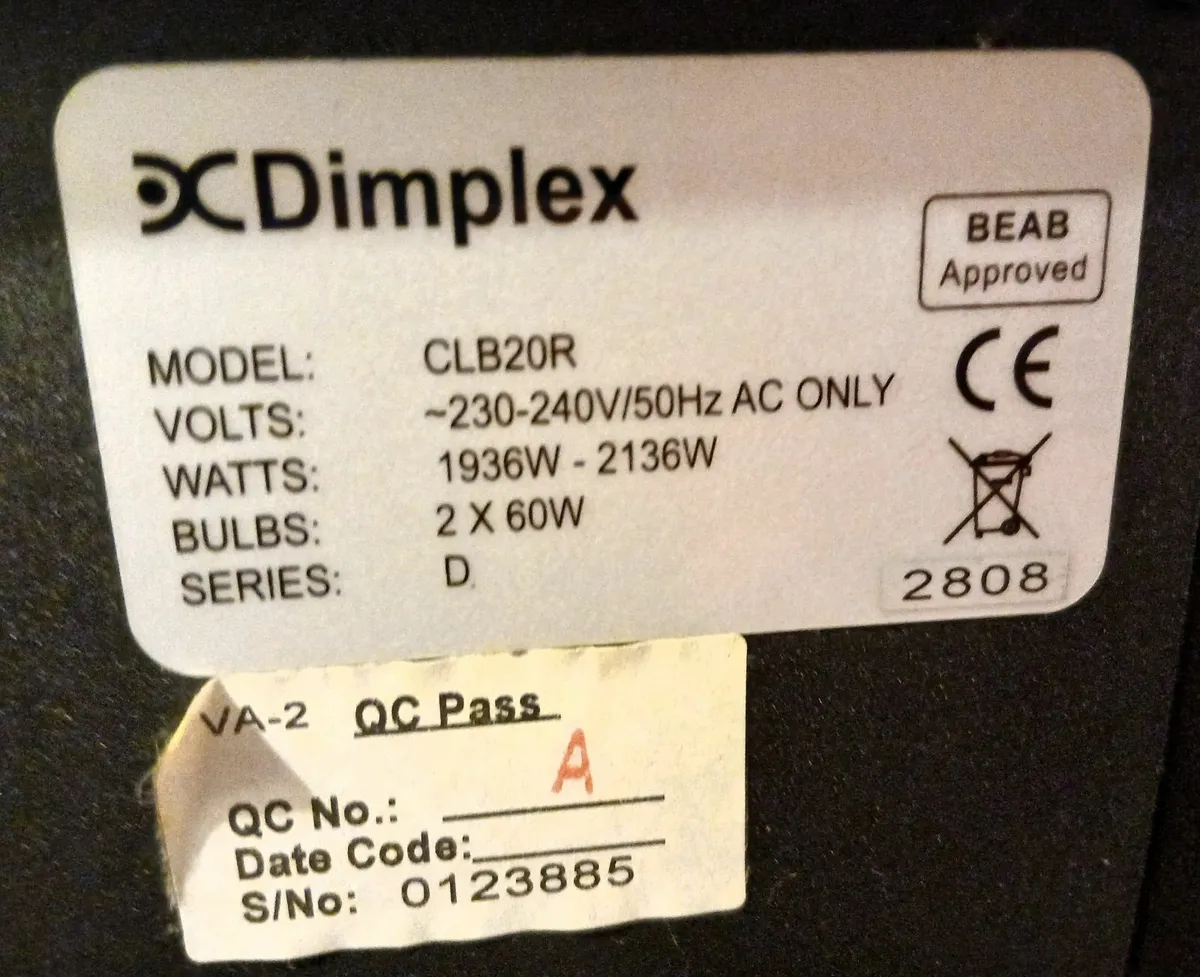 Dimplex
BEAB
Approved
CE
MODEL: CLB20R
VOLTS: ~230-240V/50Hz AC ONLY
WATTS: 1936W - 2136W
BULBS: 2 X 60W
SERIES: D.
2808
VA-2 QC Pass
A
QC No.:
Date Code:
S/No: 0123885